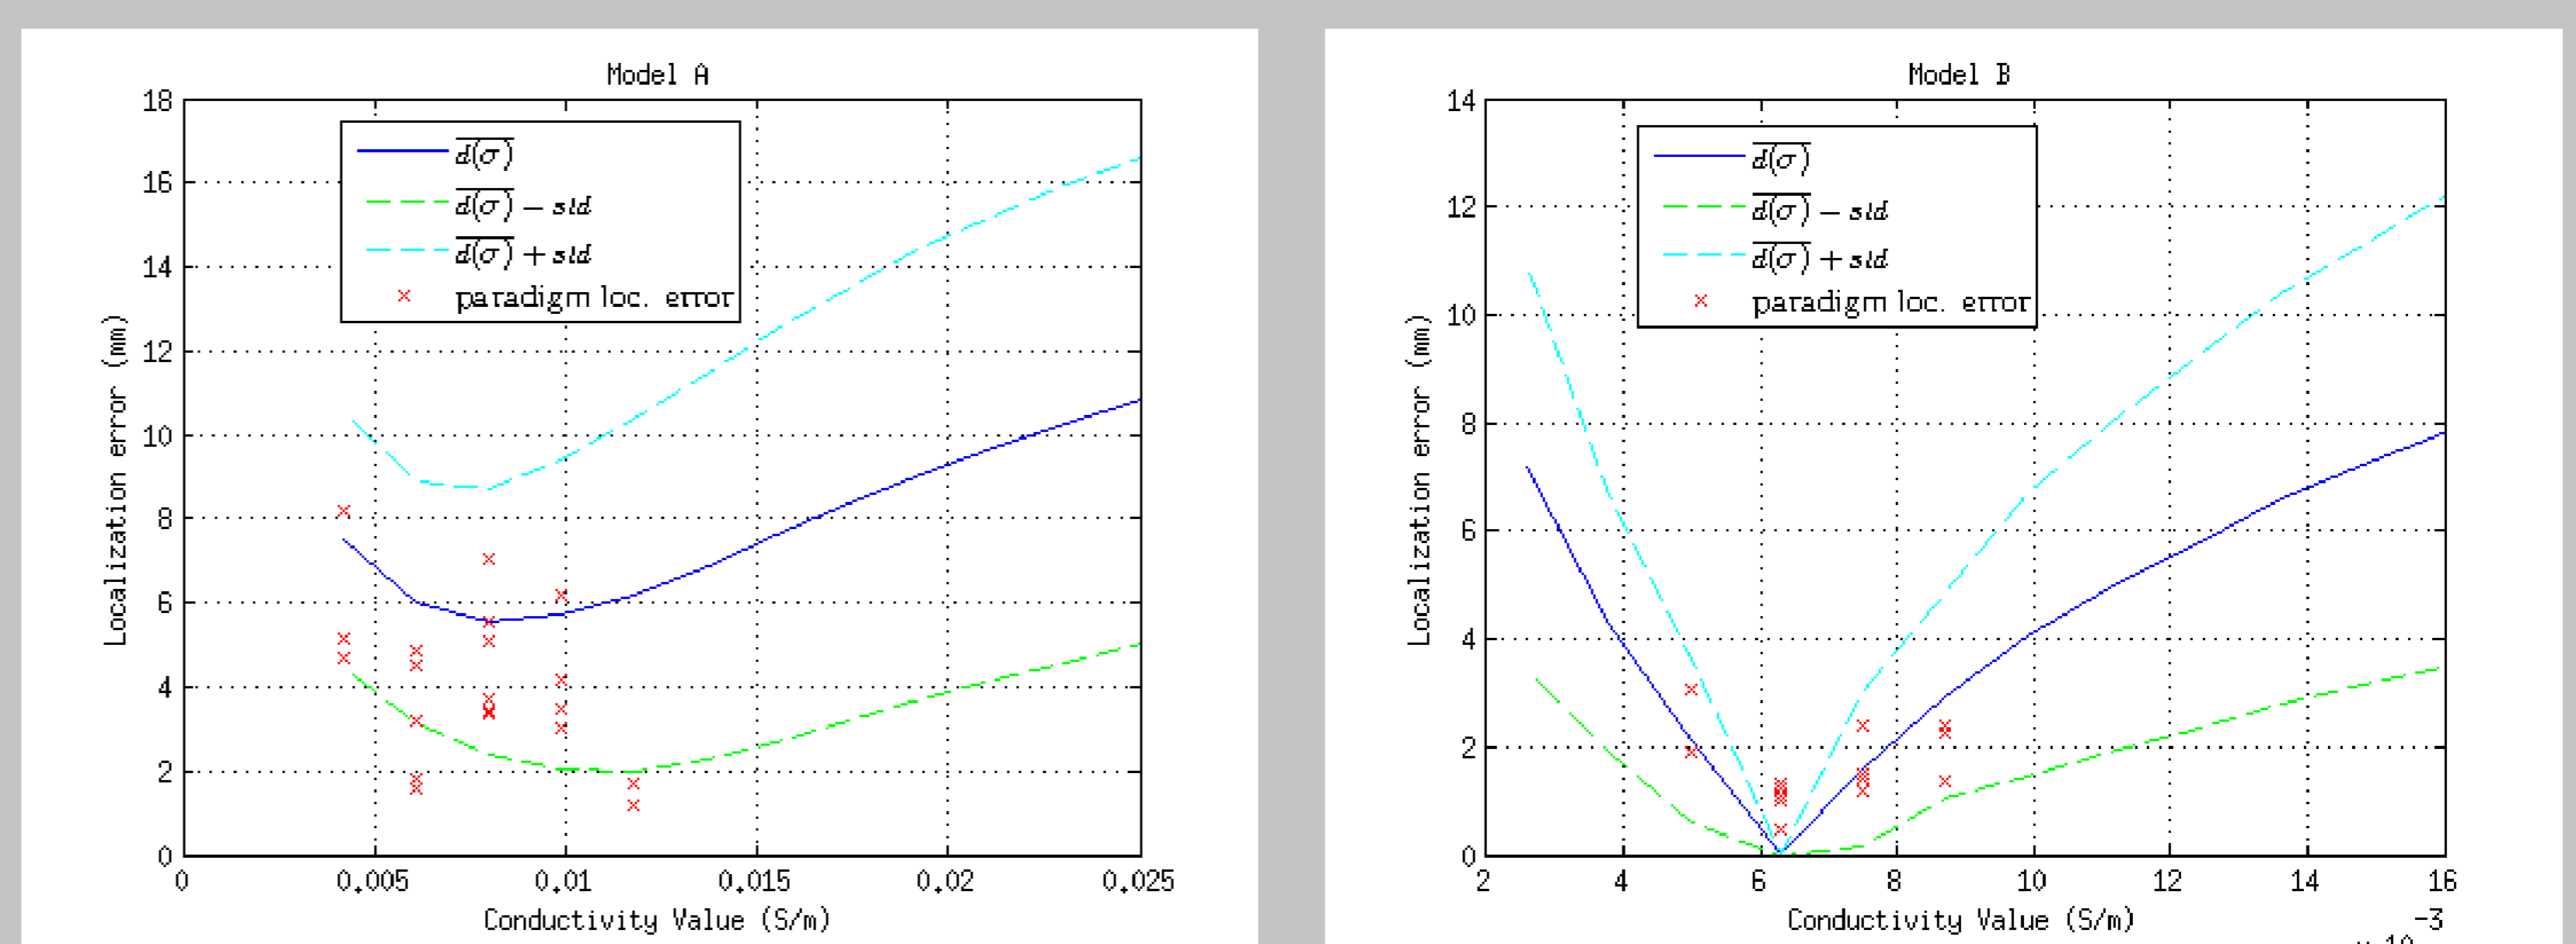 Model A
18
16
14
12
10
8
6
4
2
0
Localization error (mm)
d(σ)
d(σ) − std
d(σ) + std
paradigm loc. error
0 0.005 0.01 0.015 0.02 0.025
Conductivity Value (S/m)
Model B
14
12
10
8
6
4
2
0
Localization error (mm)
d(σ)
d(σ) − std
d(σ) + std
paradigm loc. error
2 4 6 8 10 12 14 16
Conductivity Value (S/m)
-3